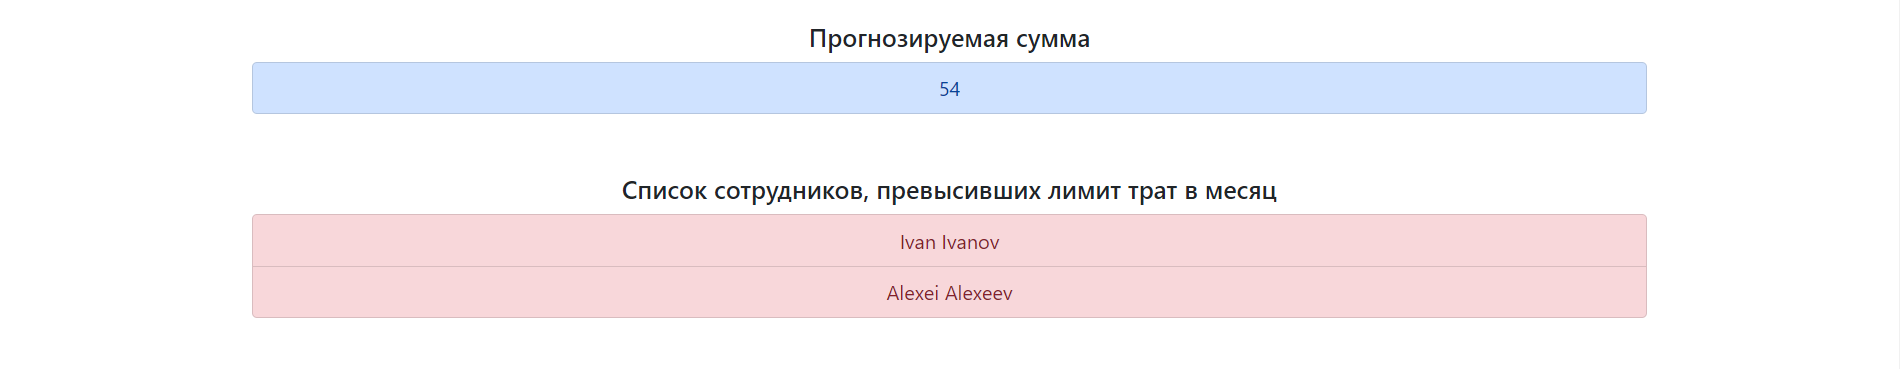 Прогнозируемая сумма
54
Список сотрудников, превысивших лимит трат в месяц
Ivan Ivanov
Alexei Alexeev